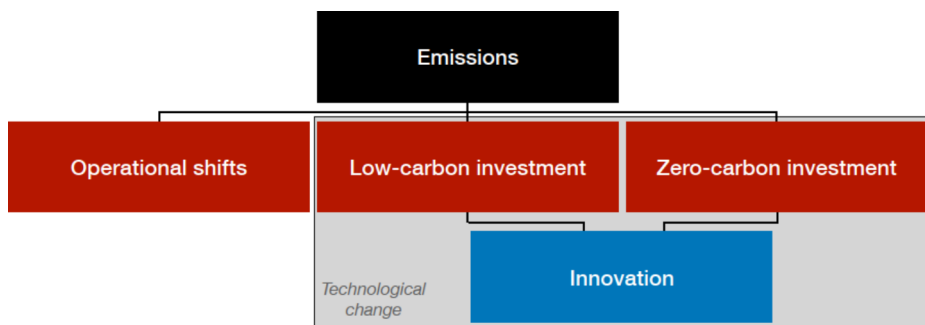 Emissions
Operational shifts
Low-carbon investment
Zero-carbon investment
Innovation
Technological
change